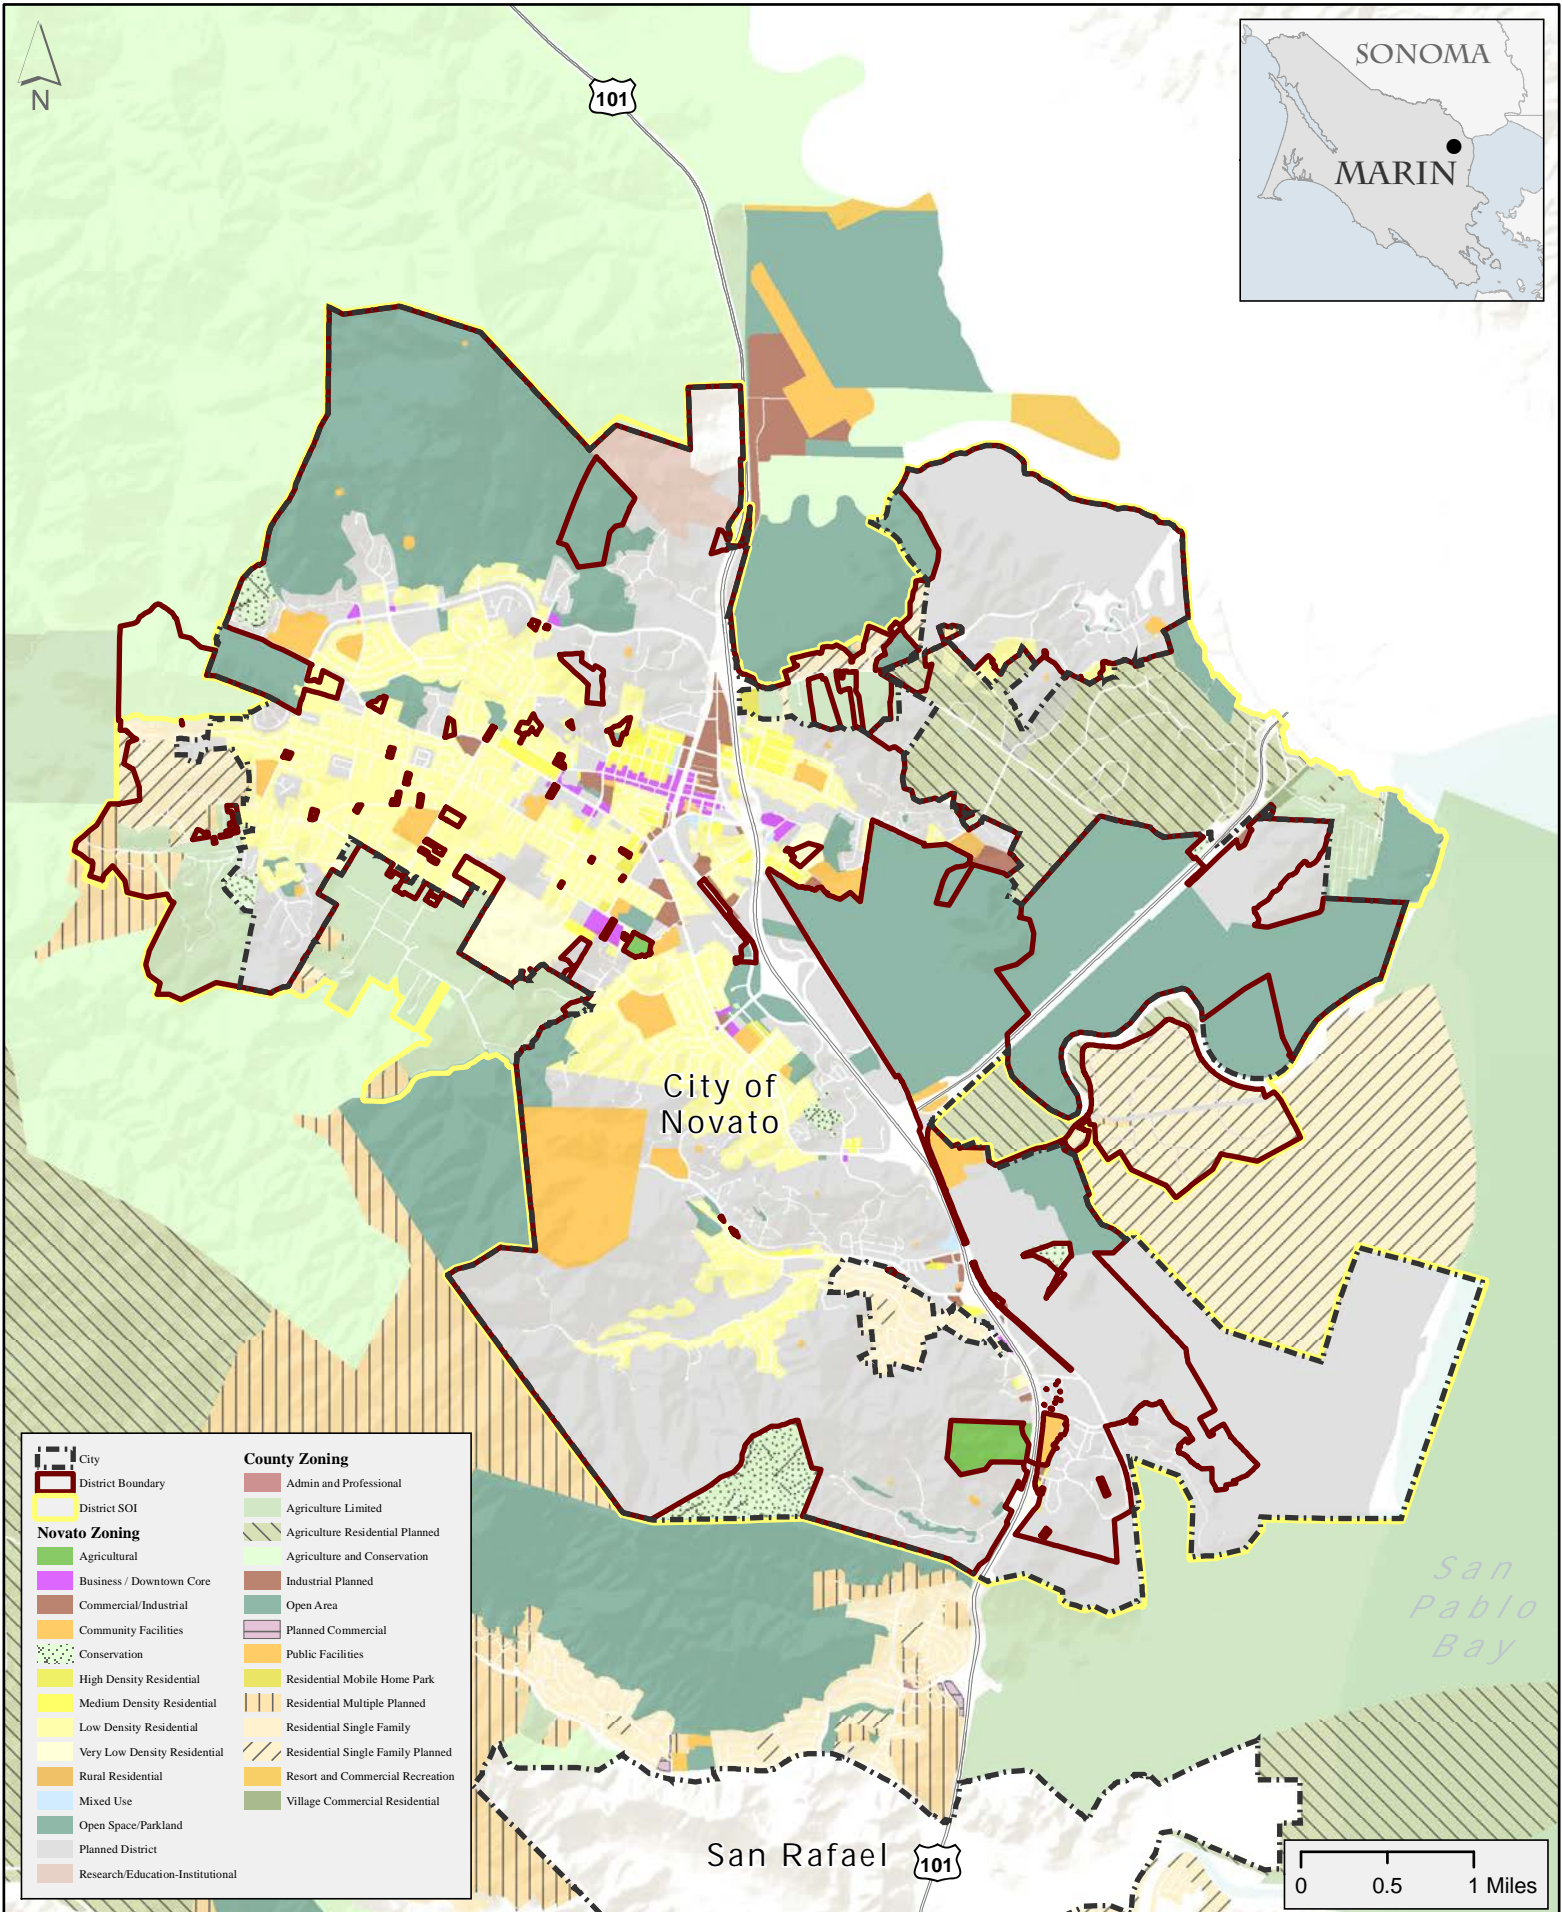 N
101
SONOMA
MARIN
City of
Novato
City
District Boundary
District SOI
Novato Zoning
Agricultural
Business / Downtown Core
Commercial/Industrial
Community Facilities
Conservation
High Density Residential
Medium Density Residential
Low Density Residential
Very Low Density Residential
Rural Residential
Mixed Use
Open Space/Parkland
Planned District
Research/Education-Institutional
County Zoning
Admin and Professional
Agriculture Limited
Agriculture Residential Planned
Agriculture and Conservation
Industrial Planned
Open Area
Planned Commercial
Public Facilities
Residential Mobile Home Park
Residential Multiple Planned
Residential Single Family
Residential Single Family Planned
Resort and Commercial Recreation
Village Commercial Residential
San
Pablo
Bay
San Rafael
101
0 0.5 1 Miles